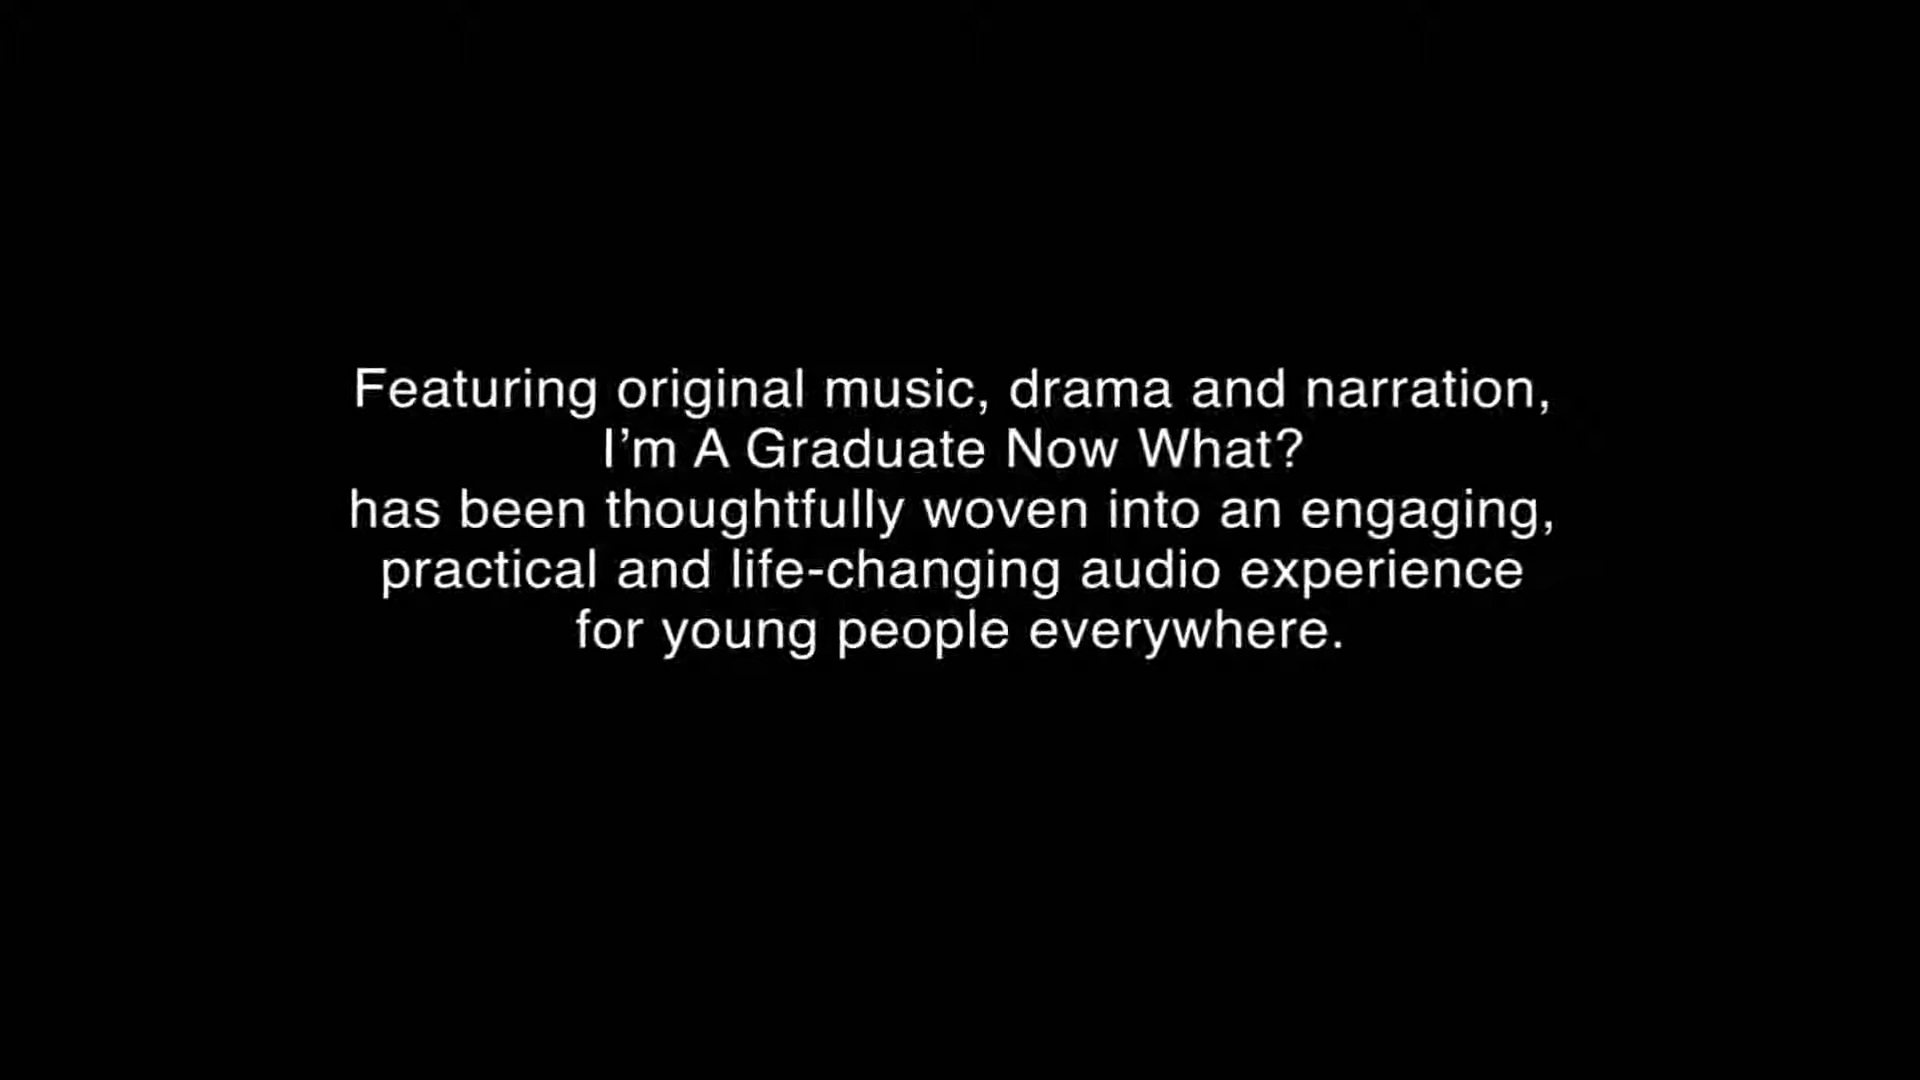 Featuring original music, drama and narration,
I’m A Graduate Now What?
has been thoughtfully woven into an engaging,
practical and life-changing audio experience
for young people everywhere.